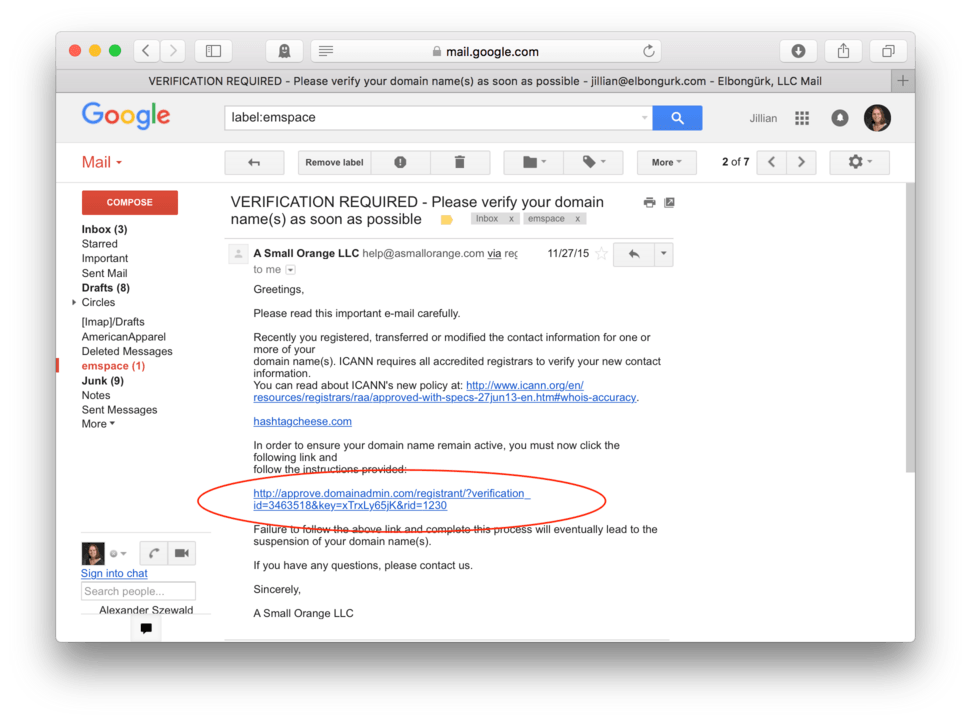 mail.google.com
VERIFICATION REQUIRED - Please verify your domain name(s) as soon as possible - jillian@elbongurk.com - Elbongürk, LLC Mail
Google
label:emspace
Jillian
Mail
Remove label
More
2 of 7
COMPOSE
Inbox (3)
Starred
Important
Sent Mail
Drafts (8)
Circles
[Imap]/Drafts
AmericanApparel
Deleted Messages
emspace (1)
Junk (9)
Notes
Sent Messages
More
Sign into chat
Search people...
Alexander Szewald
VERIFICATION REQUIRED - Please verify your domain
name(s) as soon as possible
Inbox x
emspace x
A Small Orange LLC help@asmallorange.com via reg
11/27/15
to me
Greetings,
Please read this important e-mail carefully.
Recently you registered, transferred or modified the contact information for one or
more of your
domain name(s). ICANN requires all accredited registrars to verify your new contact
information.
You can read about ICANN's new policy at: http://www.icann.org/en/
resources/registrars/raa/approved-with-specs-27jun13-en.htm#whois-accuracy.
hashtagcheese.com
In order to ensure your domain name remain active, you must now click the
following link and
follow the instructions provided:
http://approve.domainadmin.com/registrant/?verification_
id=3463518&key=xTrxLy65jK&rid=1230
Failure to follow the above link and complete this process will eventually lead to the
suspension of your domain name(s).
If you have any questions, please contact us.
Sincerely,
A Small Orange LLC